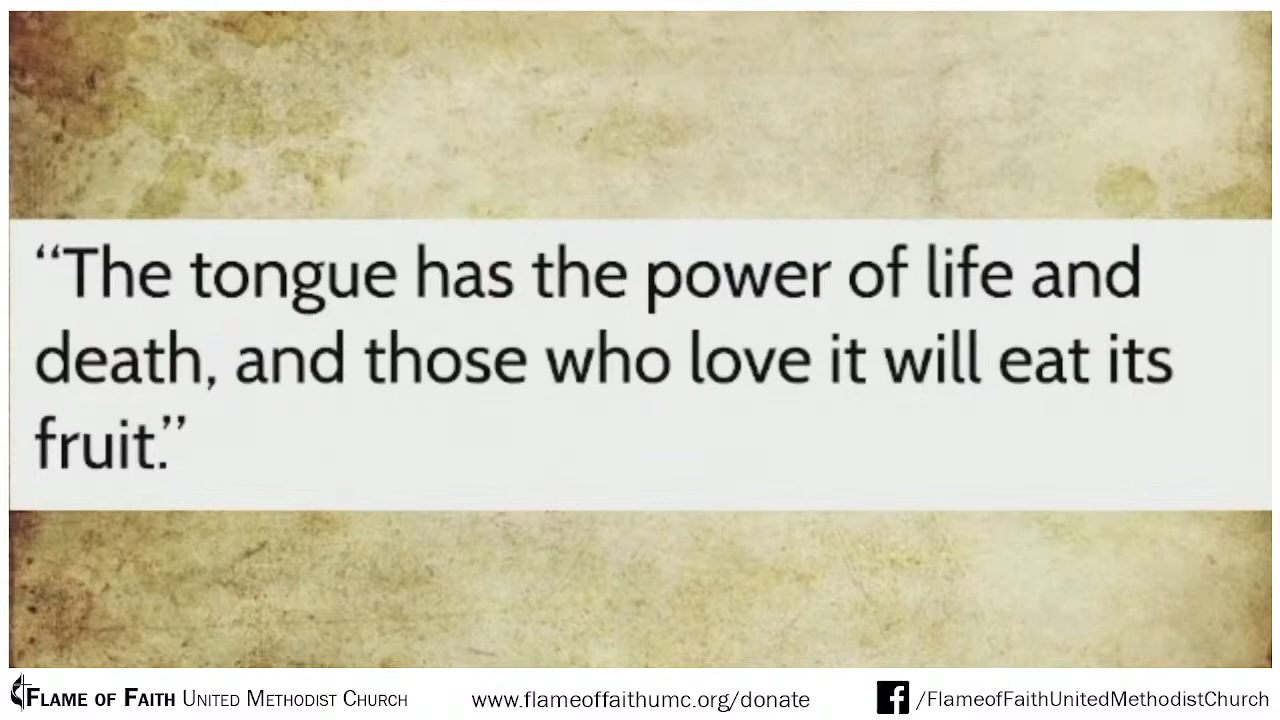 “The tongue has the power of life and
death, and those who love it will eat its
fruit.”
Flame of Faith United Methodist Church
www.flameoffaithumc.org/donate
/FlameofFaithUnitedMethodistChurch